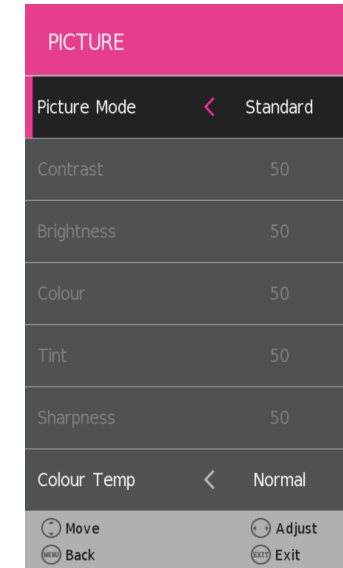 PICTURE
Picture Mode < Standard
Contrast 50
Brightness 50
Colour 50
Tint 50
Sharpness 50
Colour Temp < Normal
Move Adjust
MENU Back EXIT Exit